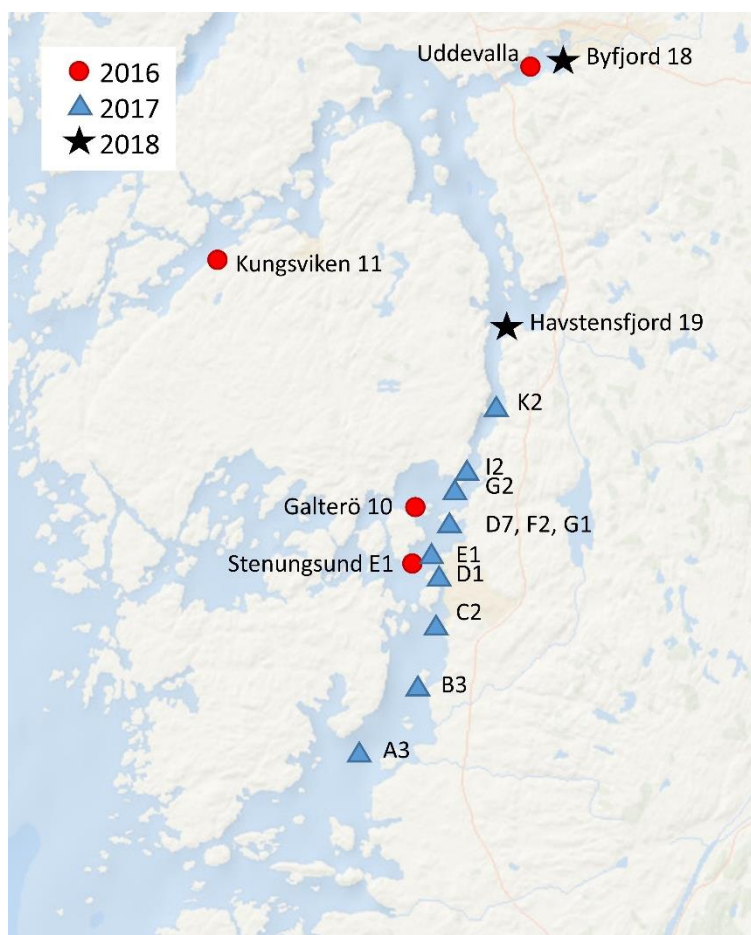 Uddevalla
Byfjord 18
2016
2017
2018
Kungsviken 11
Havstensfjord 19
K2
I2
G2
Galterö 10
D7, F2, G1
E1
Stenungsund E1
D1
C2
B3
A3